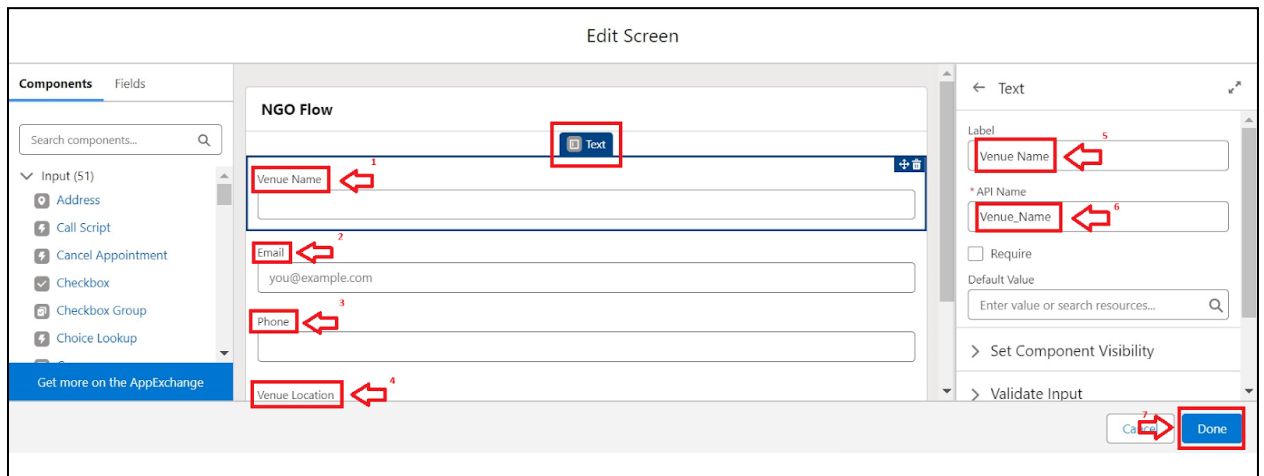 Edit Screen
Components Fields
Search components...
Input (51)
Address
Call Script
Cancel Appointment
Checkbox
Checkbox Group
Choice Lookup
Get more on the AppExchange
NGO Flow
Text
Venue Name 1
Email 2
you@example.com
Phone 3
Venue Location 4
Text
Label
Venue Name 5
* API Name
Venue_Name 6
Require
Default Value
Enter value or search resources...
Set Component Visibility
Validate Input
7
Cancel Done